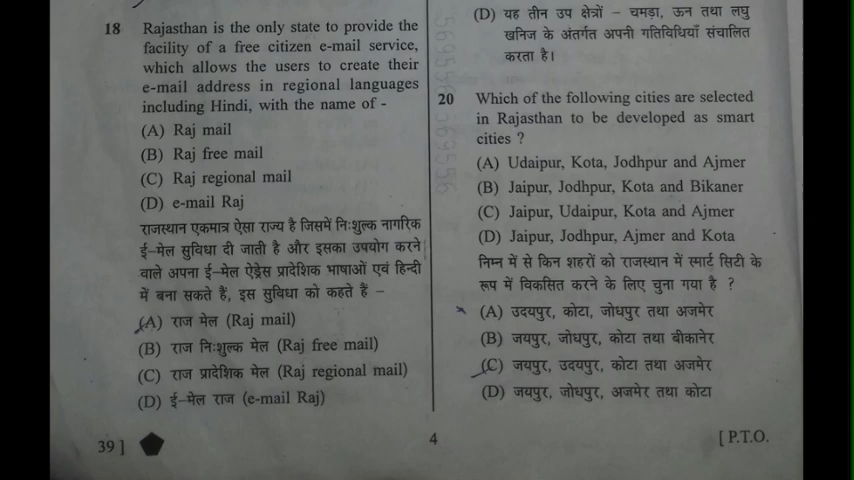 18 Rajasthan is the only state to provide the
facility of a free citizen e-mail service,
which allows the users to create their
e-mail address in regional languages
including Hindi, with the name of -
(A) Raj mail
(B) Raj free mail
(C) Raj regional mail
(D) e-mail Raj
राजस्थान एकमात्र ऐसा राज्य है जिसमें निःशुल्क नागरिक
ई–मेल सुविधा दी जाती है और इसका उपयोग करने
वाले अपना ई–मेल ऐड्रेस प्रादेशिक भाषाओं एवं हिन्दी
में बना सकते हैं, इस सुविधा को कहते हैं –
(A) राज मेल (Raj mail)
(B) राज निःशुल्क मेल (Raj free mail)
(C) राज प्रादेशिक मेल (Raj regional mail)
(D) ई–मेल राज (e-mail Raj)
(D) यह तीन उप क्षेत्रों – चमड़ा, ऊन तथा लघु
खनिज के अंतर्गत अपनी गतिविधियाँ संचालित
करता है।
20 Which of the following cities are selected
in Rajasthan to be developed as smart
cities ?
(A) Udaipur, Kota, Jodhpur and Ajmer
(B) Jaipur, Jodhpur, Kota and Bikaner
(C) Jaipur, Udaipur, Kota and Ajmer
(D) Jaipur, Jodhpur, Ajmer and Kota
निम्न में से किन शहरों को राजस्थान में स्मार्ट सिटी के
रूप में विकसित करने के लिए चुना गया है ?
(A) उदयपुर, कोटा, जोधपुर तथा अजमेर
(B) जयपुर, जोधपुर, कोटा तथा बीकानेर
(C) जयपुर, उदयपुर, कोटा तथा अजमेर
(D) जयपुर, जोधपुर, अजमेर तथा कोटा
39 ]
4
[ P.T.O.